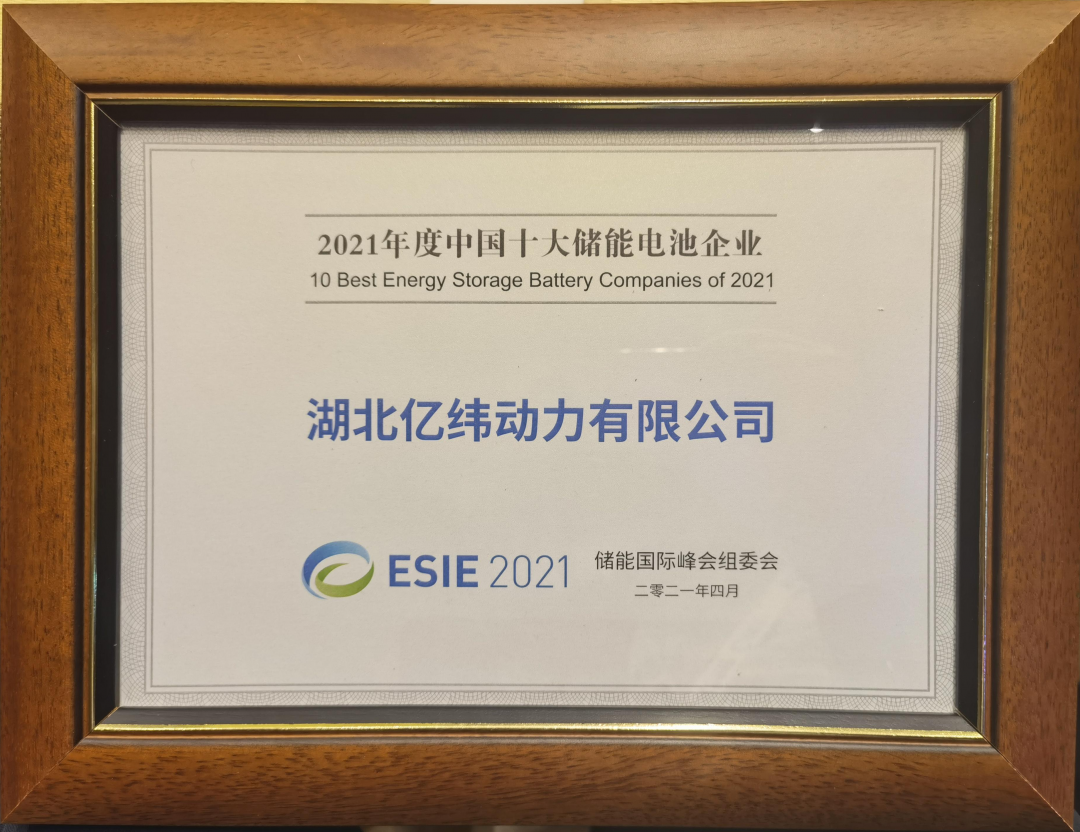 2021年度中国十大储能电池企业
10 Best Energy Storage Battery Companies of 2021
湖北亿纬动力有限公司
ESIE 2021
储能国际峰会组委会
二零二一年四月